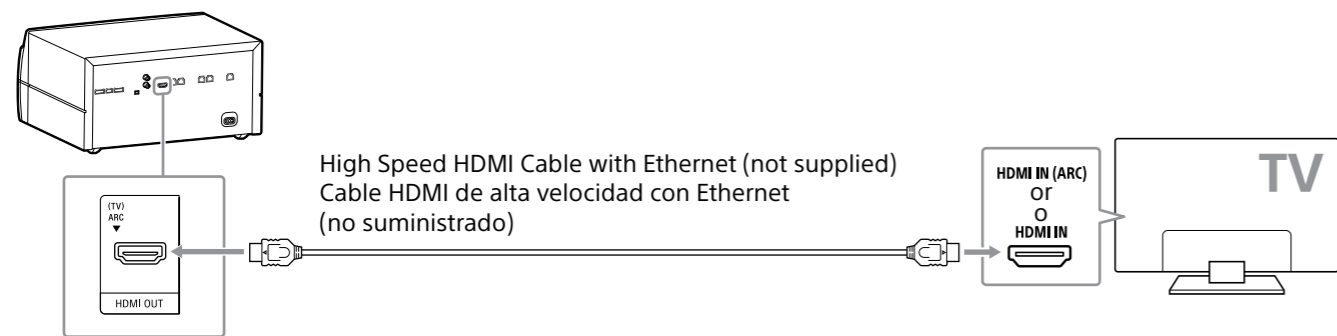 High Speed HDMI Cable with Ethernet (not supplied)
Cable HDMI de alta velocidad con Ethernet
(no suministrado)
(TV)
ARC
HDMI OUT
HDMI IN (ARC)
or
o
HDMI IN
TV